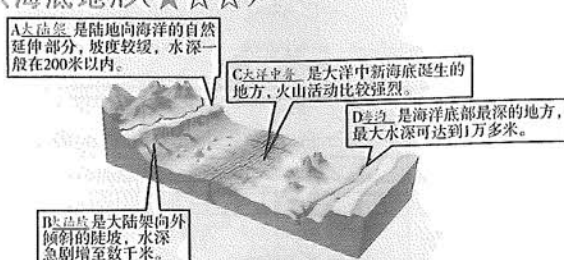 海底地形(★☆☆)
A大陆架 是陆地向海洋的自然
延伸部分，坡度较缓，水深一
般在200米以内。
C大洋中脊 是大洋中新海底诞生的
地方，火山活动比较强烈。
D海沟 是海洋底部最深的地方，
最大水深可达到1万多米。
B大陆坡是大陆架向外
倾斜的陡坡，水深
急剧增至数千米。